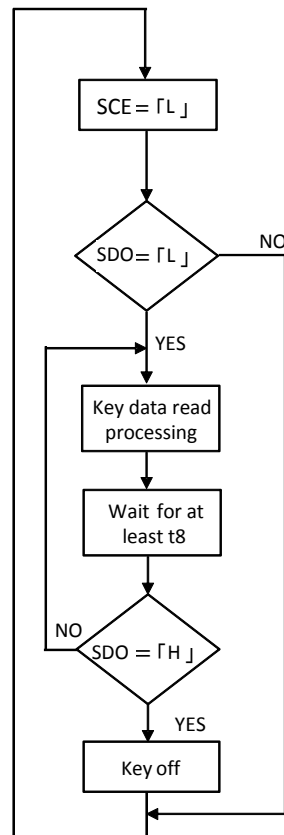 SCE=「L」
SDO=「L」
NO
YES
Key data read
processing
Wait for at
least t8
NO
SDO =「H」
YES
Key off